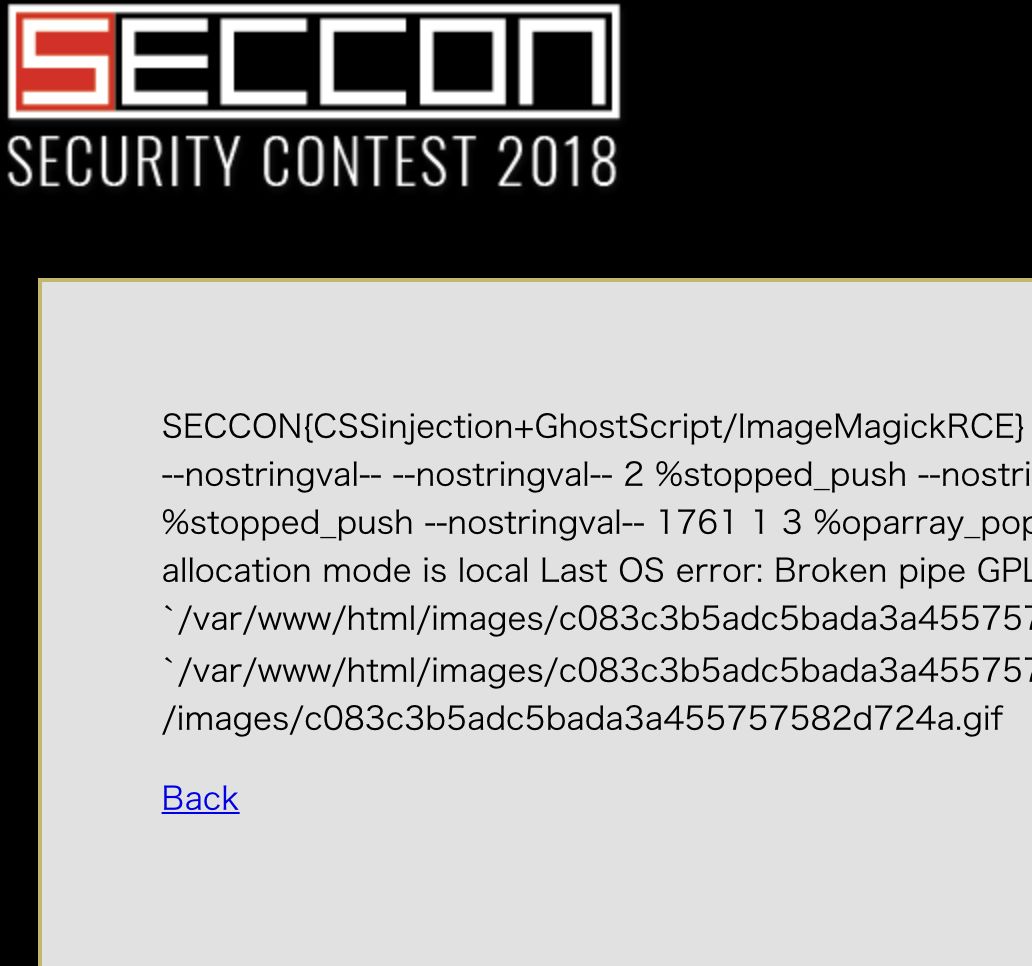 SECCON
SECURITY CONTEST 2018
SECCON{CSSinjection+GhostScript/ImageMagickRCE}
--nostringval-- --nostringval-- 2 %stopped_push --nostri
%stopped_push --nostringval-- 1761 1 3 %oparray_pop
allocation mode is local Last OS error: Broken pipe GPL
`/var/www/html/images/c083c3b5adc5bada3a455757
`/var/www/html/images/c083c3b5adc5bada3a455757
/images/c083c3b5adc5bada3a455757582d724a.gif
Back